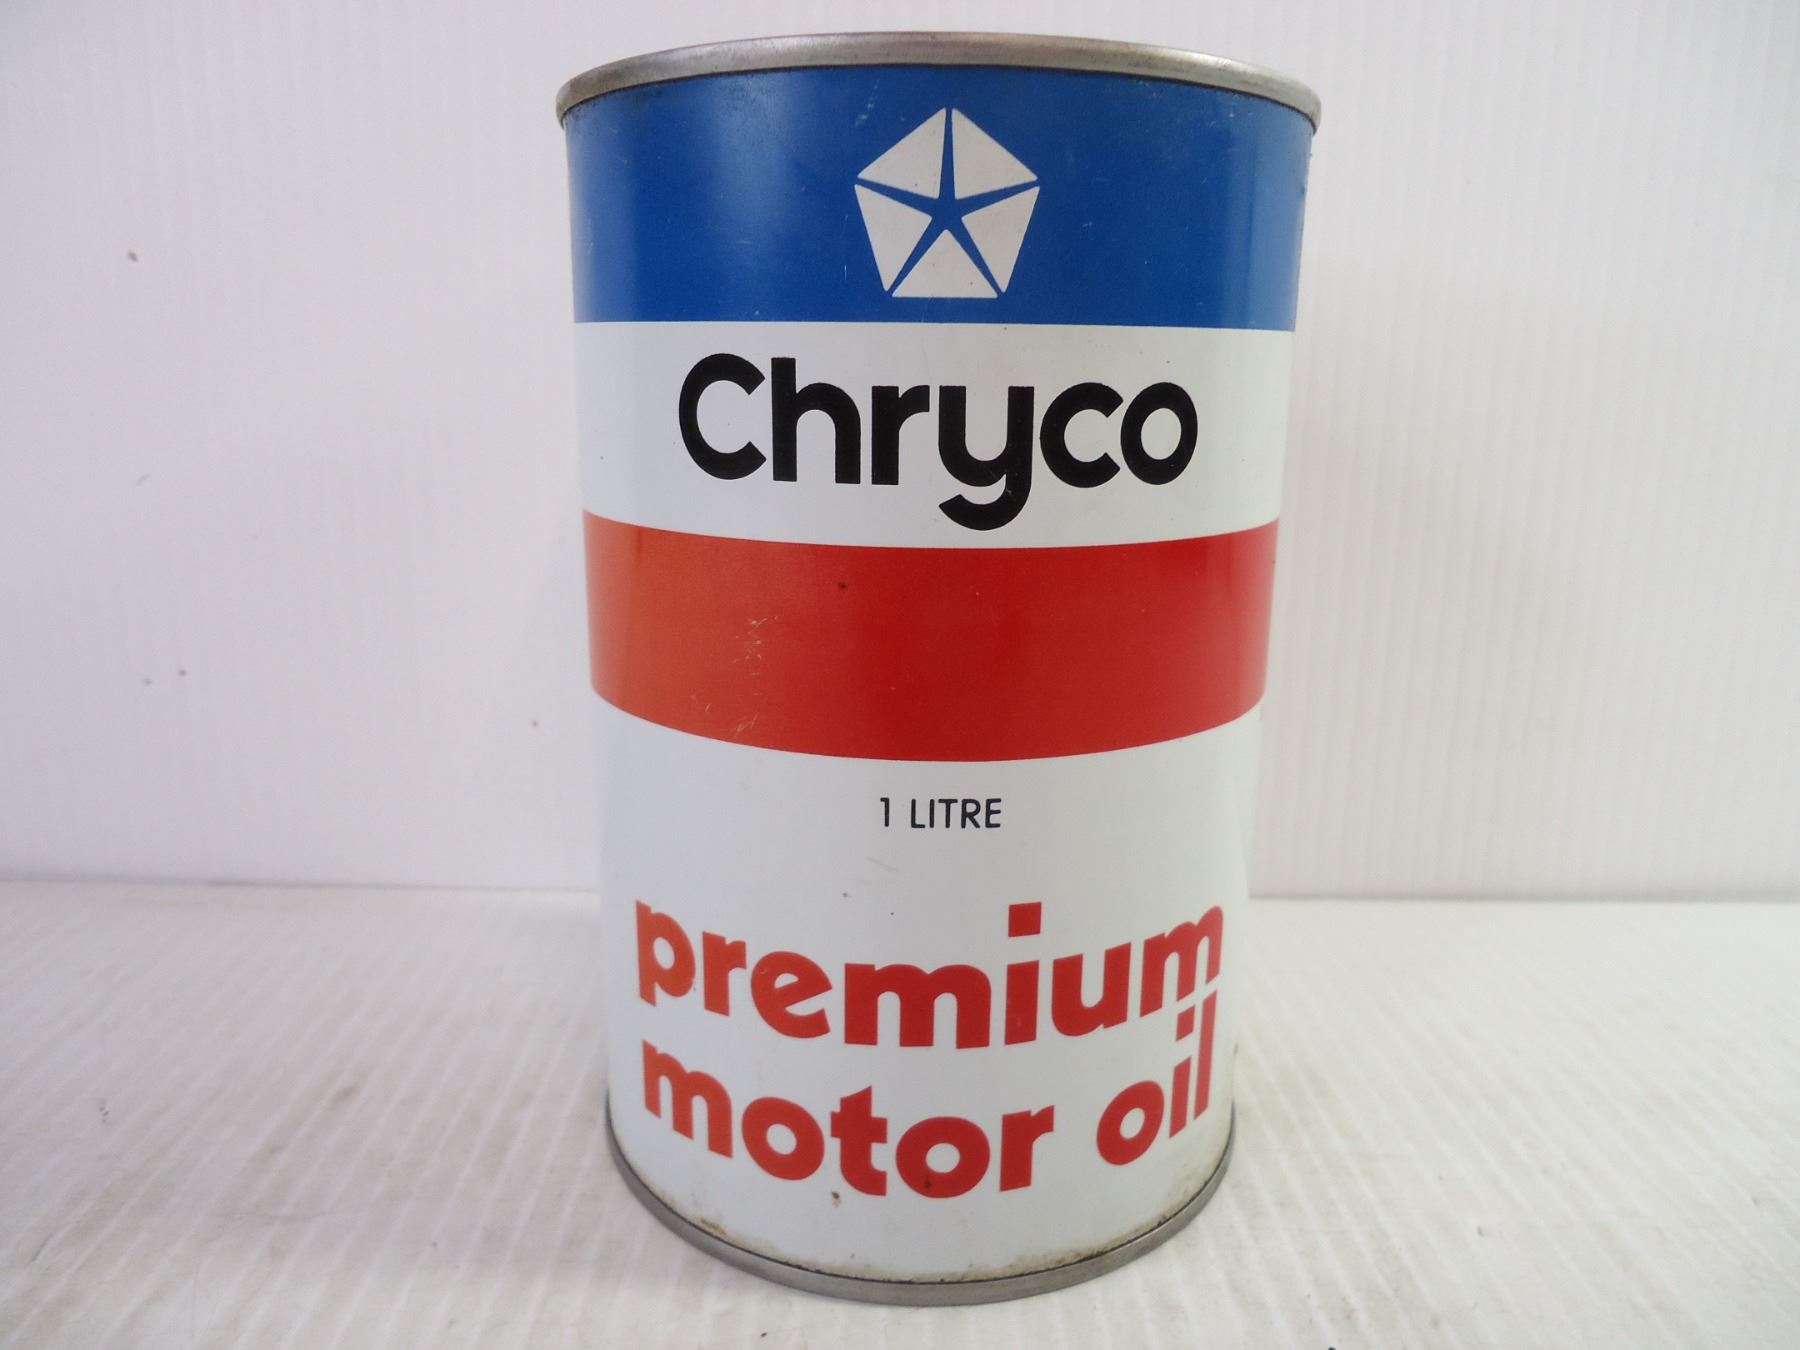 Chryco
1 LITRE
premium
motor oil